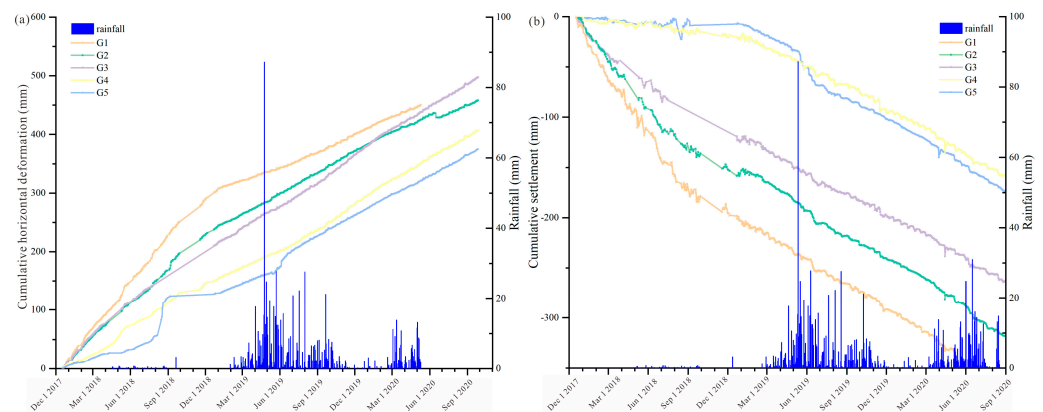 (a)
600
500
400
300
200
100
0
Cumulative horizontal deformation (mm)
rainfall
G1
G2
G3
G4
G5
100
80
60
40
20
0
Rainfall (mm)
Dec 1 2017
Mar 1 2018
Jun 1 2018
Sep 1 2018
Dec 1 2018
Mar 1 2019
Jun 1 2019
Sep 1 2019
Dec 1 2019
Mar 1 2020
Jun 1 2020
Sep 1 2020
(b)
0
-100
-200
-300
Cumulative settlement (mm)
rainfall
G1
G2
G3
G4
G5
100
80
60
40
20
0
Rainfall (mm)
Dec 1 2017
Mar 1 2018
Jun 1 2018
Sep 1 2018
Dec 1 2018
Mar 1 2019
Jun 1 2019
Sep 1 2019
Dec 1 2019
Mar 1 2020
Jun 1 2020
Sep 1 2020